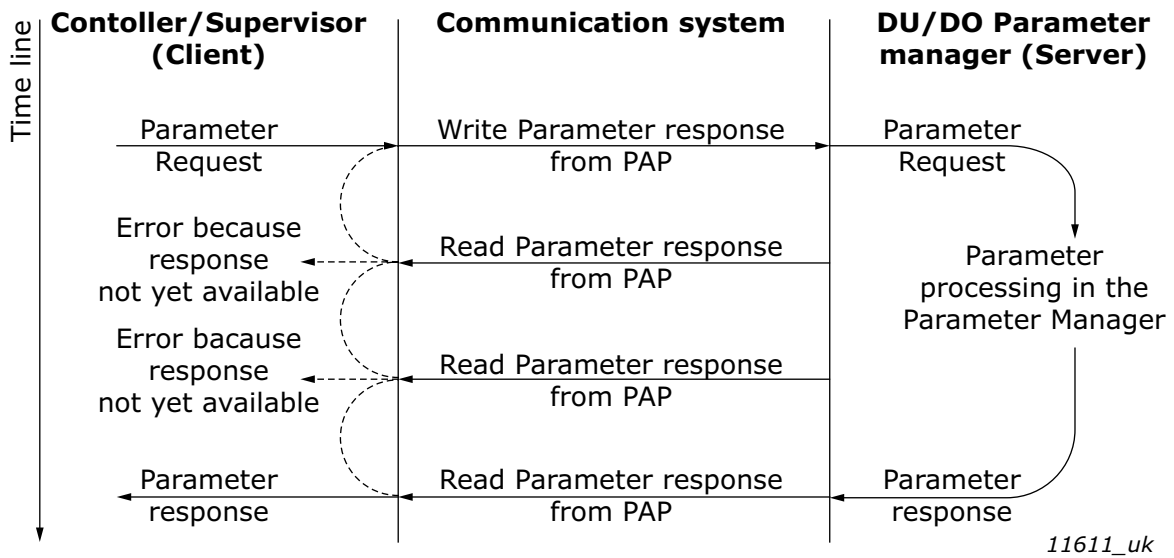 Time line
Contoller/Supervisor
(Client)
Communication system
DU/DO Parameter
manager (Server)
Parameter
Request
Write Parameter response
from PAP
Parameter
Request
Error because
response
not yet available
Read Parameter response
from PAP
Parameter
processing in the
Parameter Manager
Error bacause
response
not yet available
Read Parameter response
from PAP
Parameter
response
Read Parameter response
from PAP
Parameter
response
11611_uk